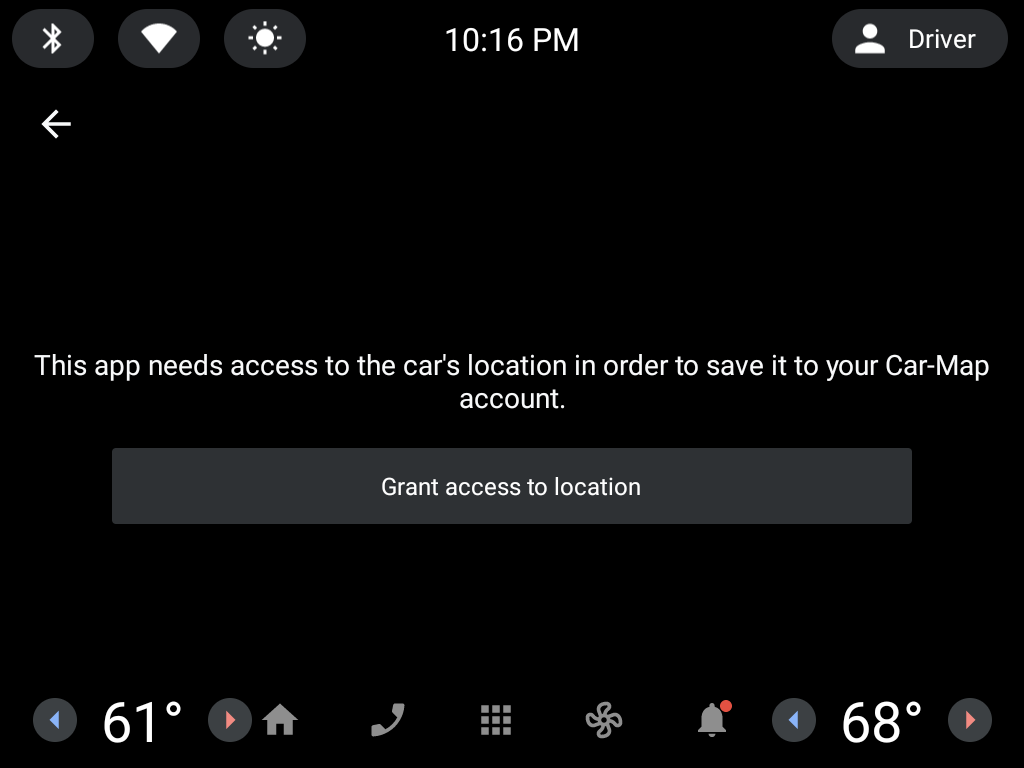 10:16 PM
Driver
This app needs access to the car's location in order to save it to your Car-Map
account.
Grant access to location
61°
68°